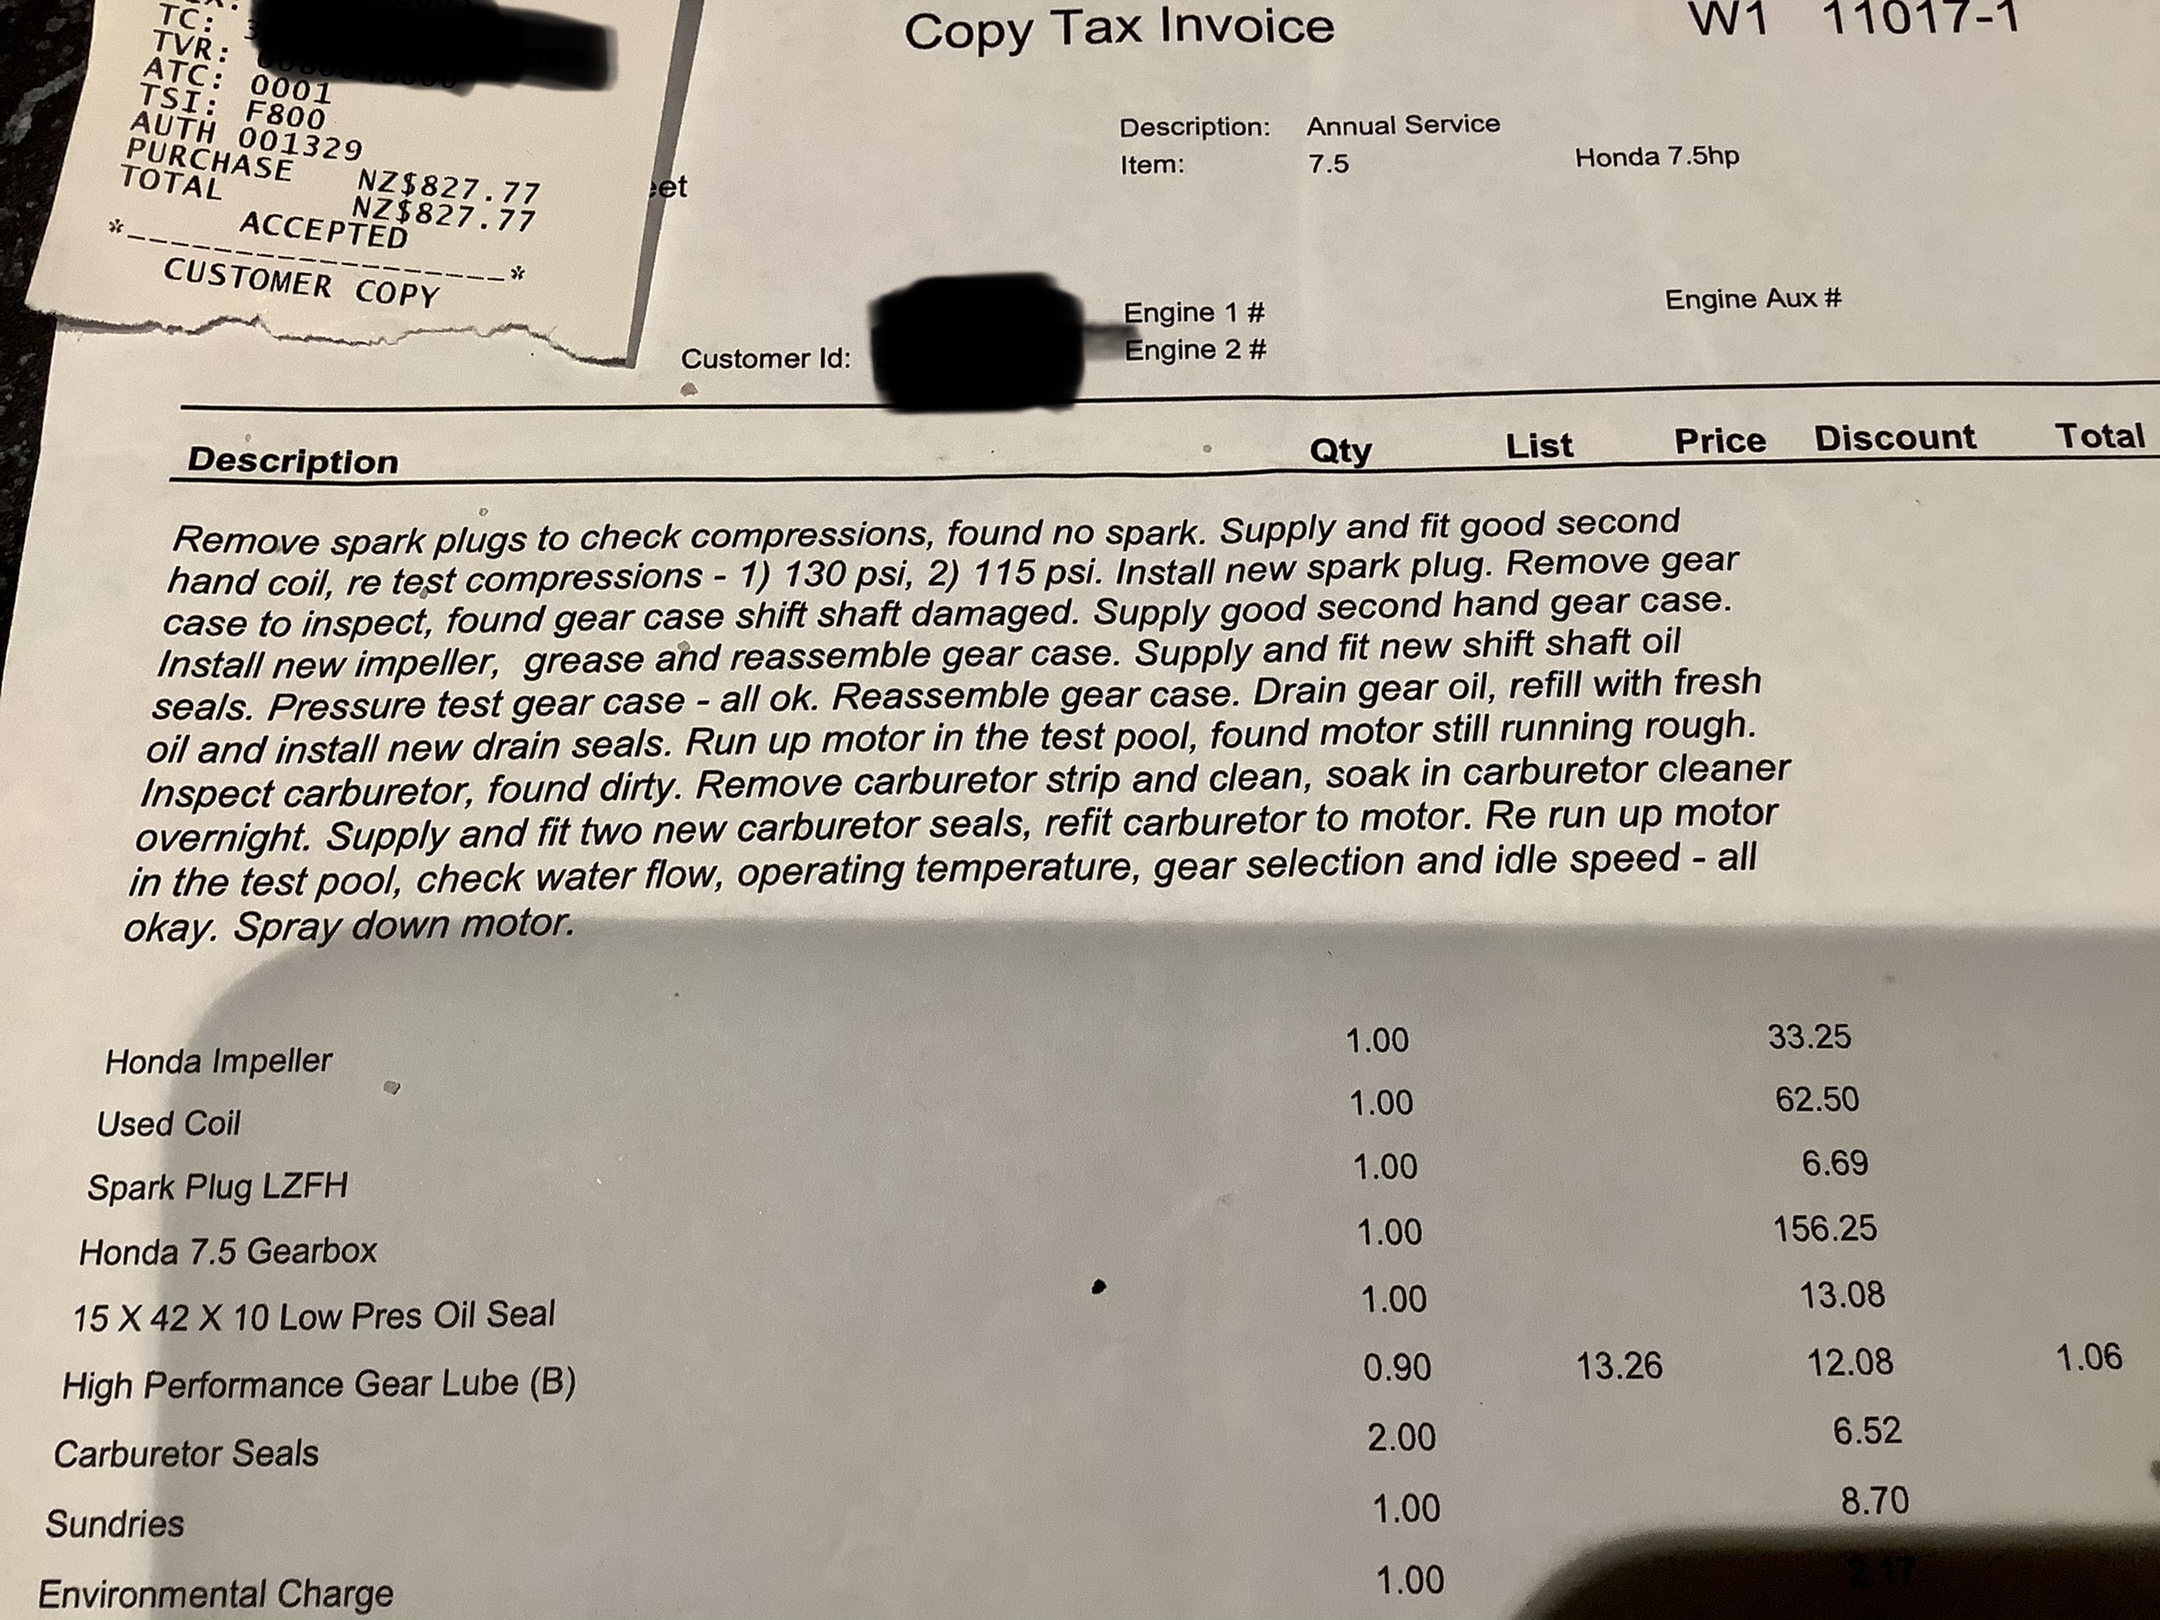 TC: 3
TVR:
ATC: 0001
TSI: F800
AUTH 001329
PURCHASE NZ$827.77
TOTAL NZ$827.77
ACCEPTED
*__________________*
CUSTOMER COPY
Copy Tax Invoice W1 11017-1
Description: Annual Service
Item: 7.5 Honda 7.5hp
eet
Engine 1 # Engine Aux #
Customer Id: Engine 2 #
Description Qty List Price Discount Total
Remove spark plugs to check compressions, found no spark. Supply and fit good second
hand coil, re test compressions - 1) 130 psi, 2) 115 psi. Install new spark plug. Remove gear
case to inspect, found gear case shift shaft damaged. Supply good second hand gear case.
Install new impeller, grease and reassemble gear case. Supply and fit new shift shaft oil
seals. Pressure test gear case - all ok. Reassemble gear case. Drain gear oil, refill with fresh
oil and install new drain seals. Run up motor in the test pool, found motor still running rough.
Inspect carburetor, found dirty. Remove carburetor strip and clean, soak in carburetor cleaner
overnight. Supply and fit two new carburetor seals, refit carburetor to motor. Re run up motor
in the test pool, check water flow, operating temperature, gear selection and idle speed - all
okay. Spray down motor.
Honda Impeller 1.00 33.25
Used Coil 1.00 62.50
Spark Plug LZFH 1.00 6.69
Honda 7.5 Gearbox 1.00 156.25
15 X 42 X 10 Low Pres Oil Seal 1.00 13.08
High Performance Gear Lube (B) 0.90 13.26 12.08 1.06
Carburetor Seals 2.00 6.52
Sundries 1.00 8.70
Environmental Charge 1.00 2.17